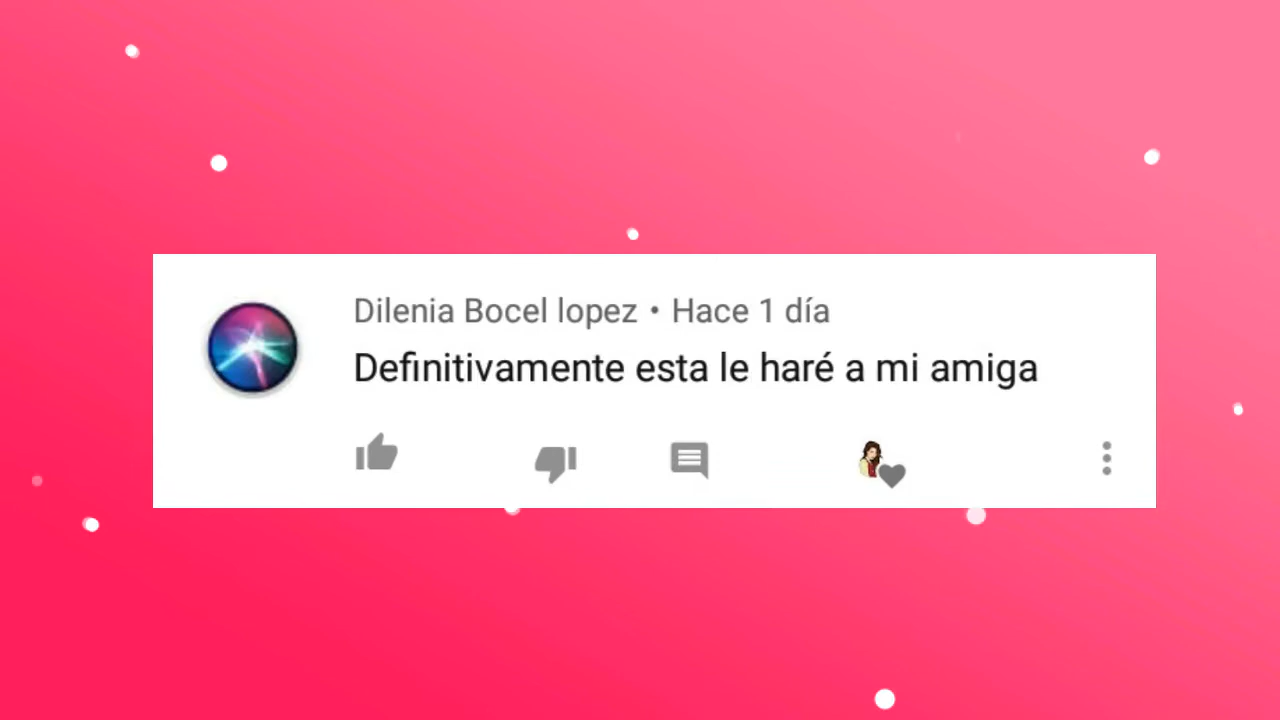 Dilenia Bocel lopez • Hace 1 día
Definitivamente esta le haré a mi amiga